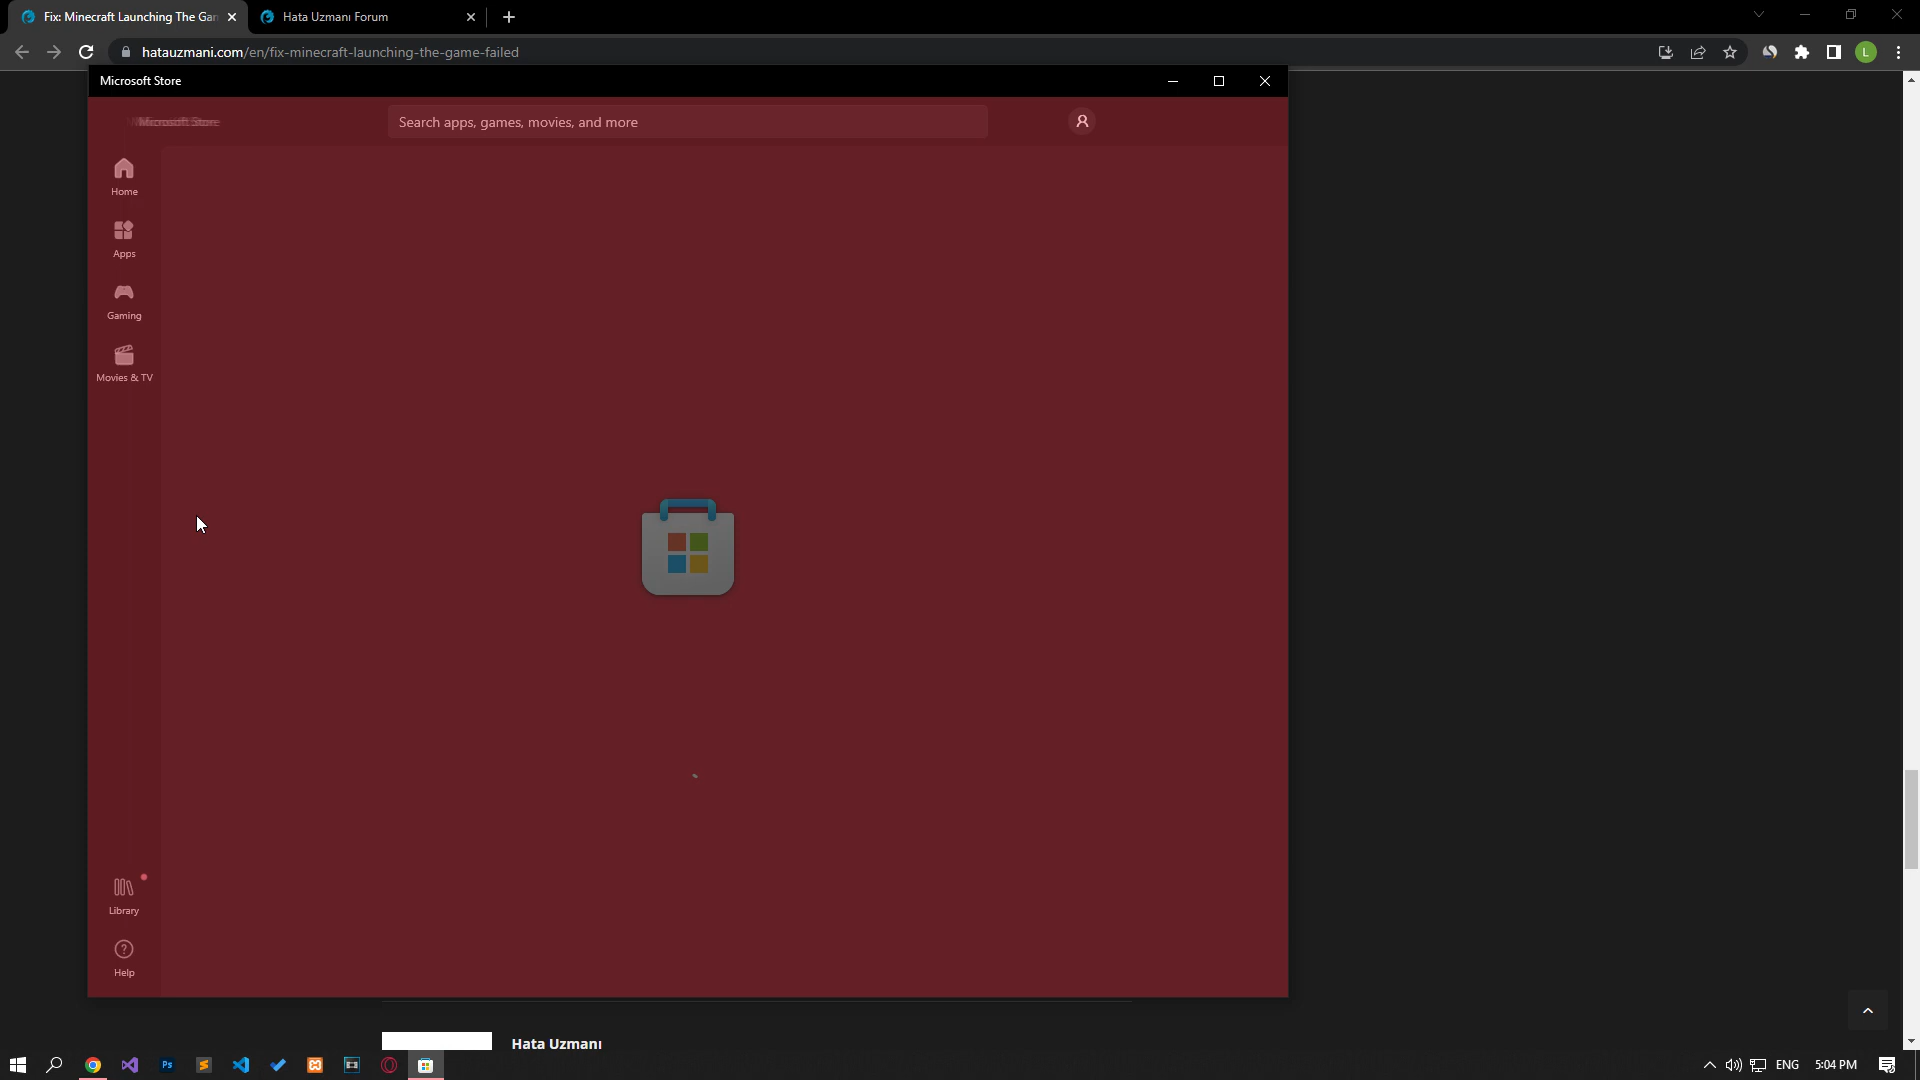 Fix: Minecraft Launching The Gan
Hata Uzmanı Forum
hatauzmani.com/en/fix-minecraft-launching-the-game-failed
L
Microsoft Store
Microsoft Store
Search apps, games, movies, and more
Home
Apps
Gaming
Movies & TV
Library
Help
Hata Uzmanı
Ps
ENG
5:04 PM